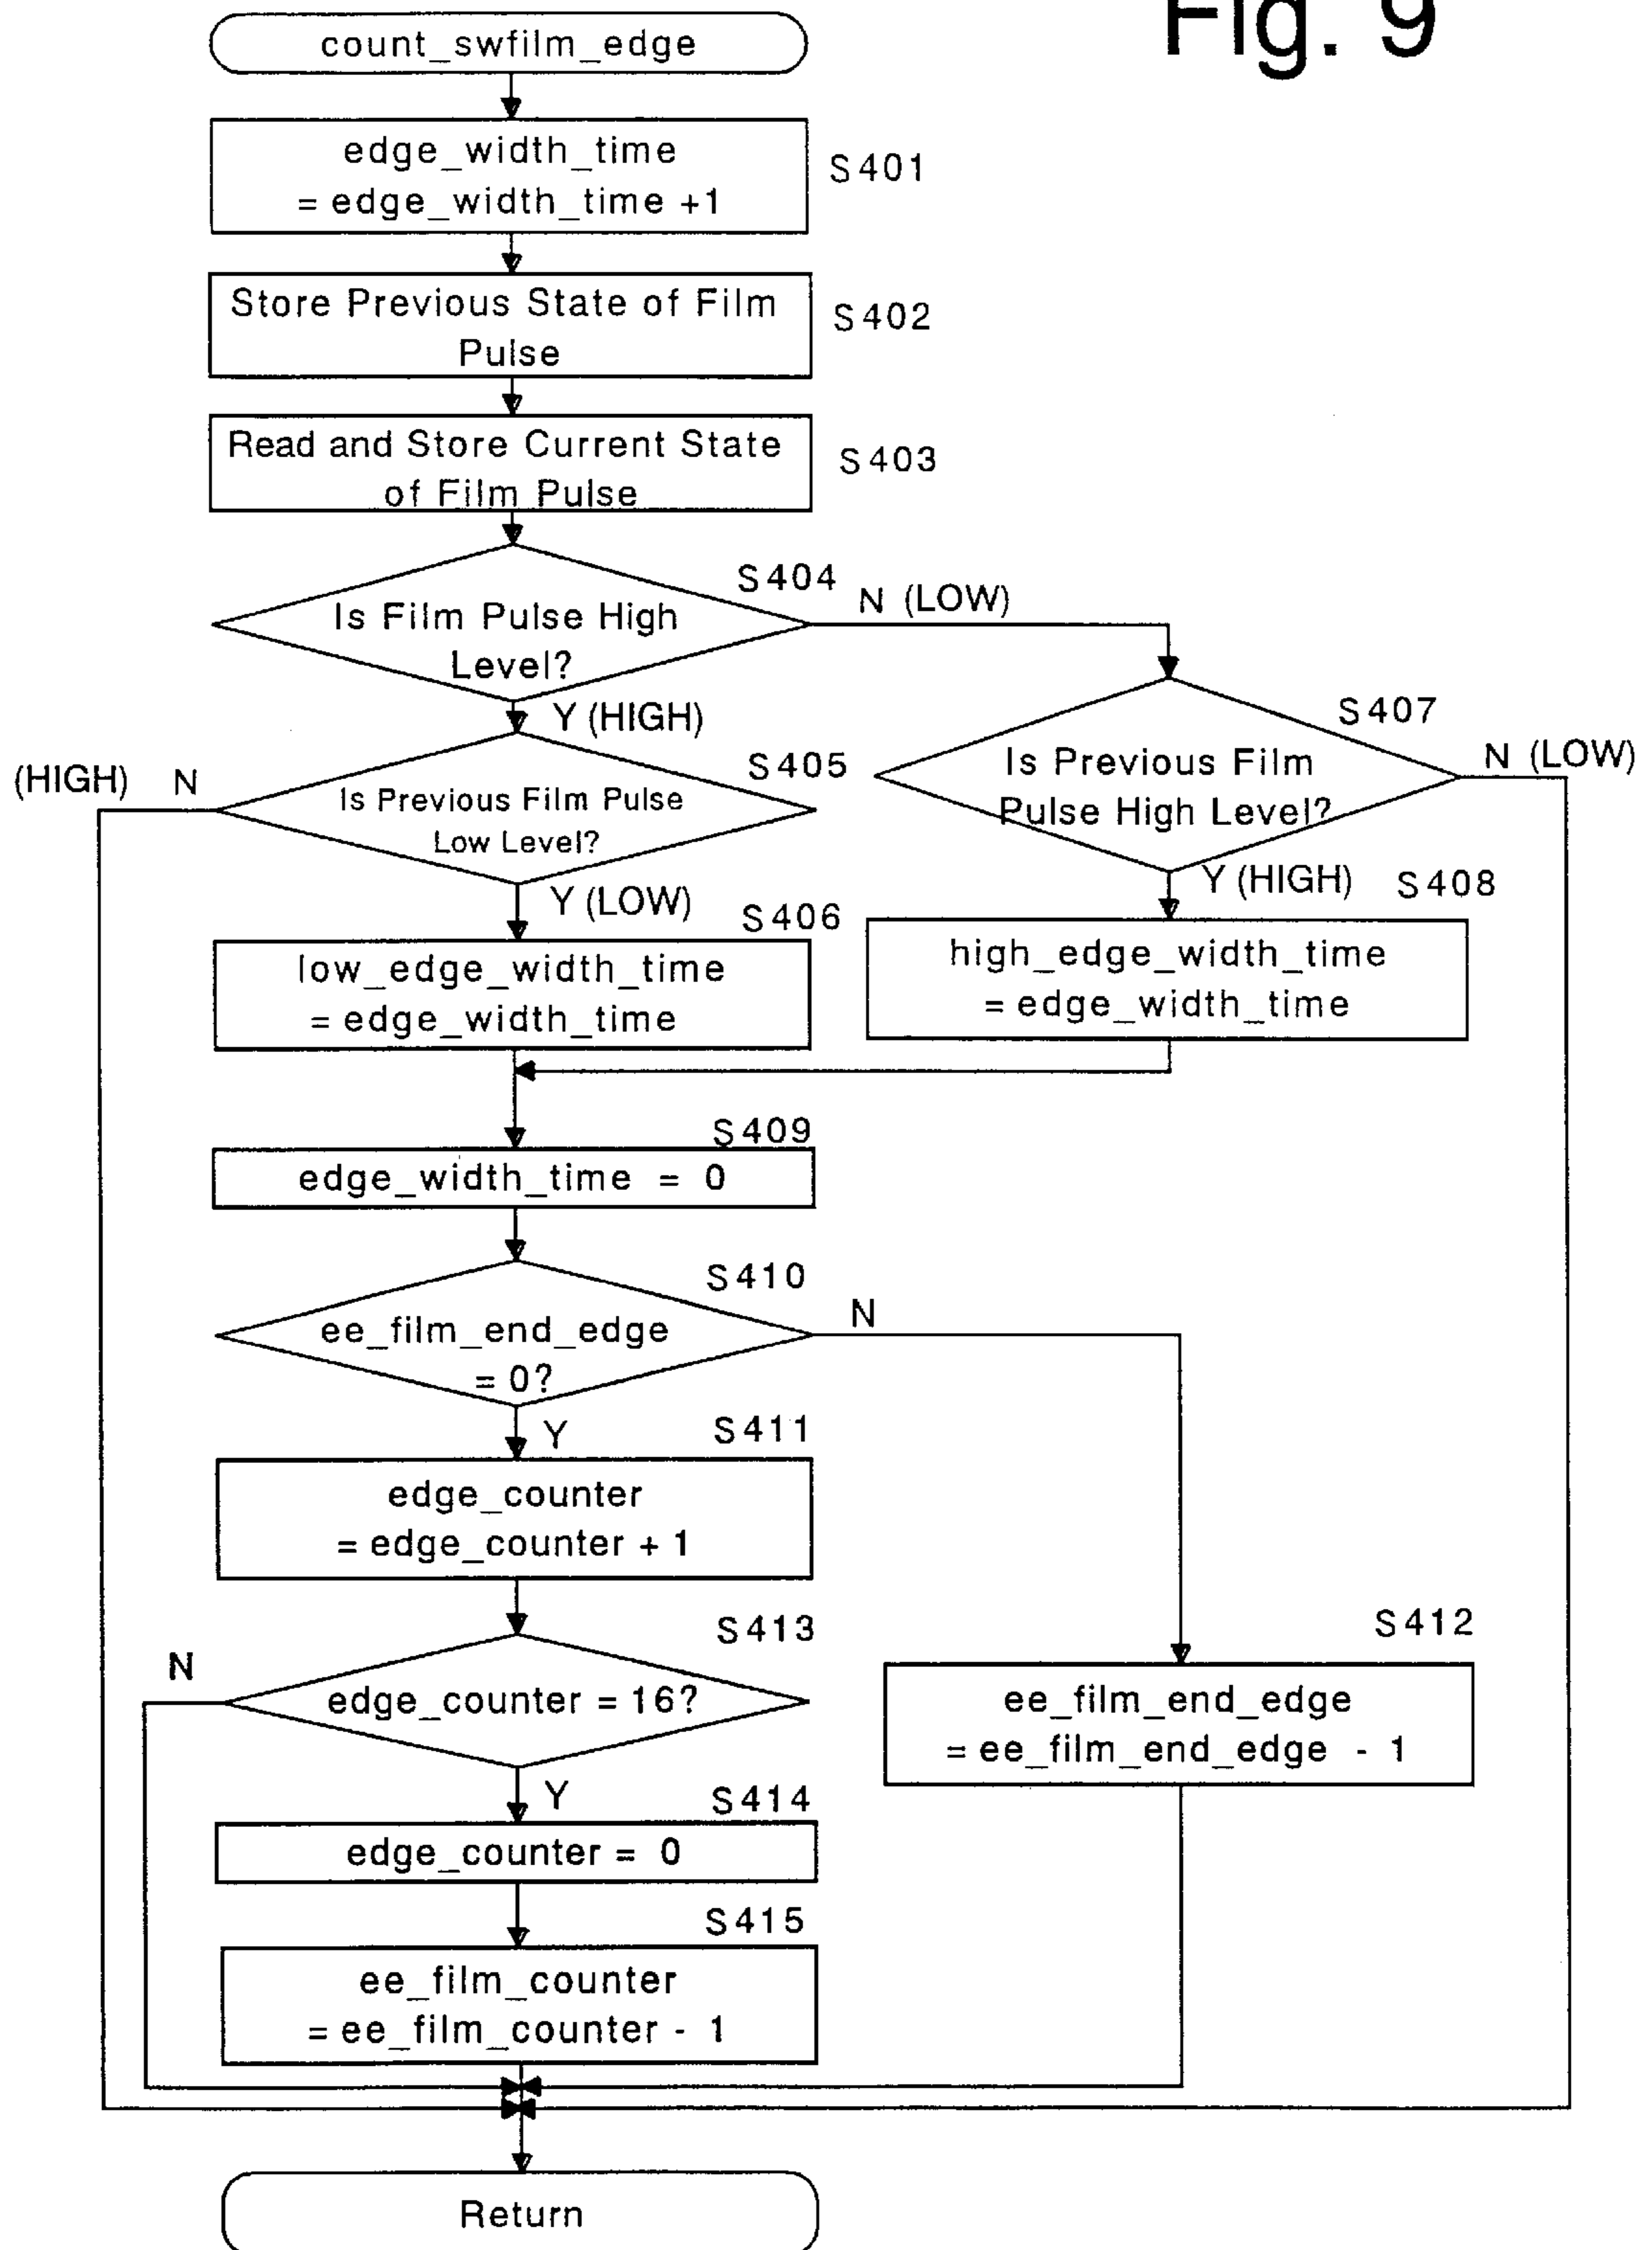 Fig. 9
count_swfilm_edge
edge_width_time
= edge_width_time +1
S401
Store Previous State of Film
Pulse
S402
Read and Store Current State
of Film Pulse
S403
S404
Is Film Pulse High
Level?
N (LOW)
Y (HIGH)
S405
(HIGH) N
Is Previous Film Pulse
Low Level?
S407
Is Previous Film
Pulse High Level?
N (LOW)
Y (LOW)
Y (HIGH)
S406
low_edge_width_time
= edge_width_time
S408
high_edge_width_time
= edge_width_time
S409
edge_width_time = 0
S410
ee_film_end_edge
= 0?
N
Y
S411
edge_counter
= edge_counter + 1
S413
N
edge_counter = 16?
S412
ee_film_end_edge
= ee_film_end_edge - 1
Y
S414
edge_counter = 0
S415
ee_film_counter
= ee_film_counter - 1
Return